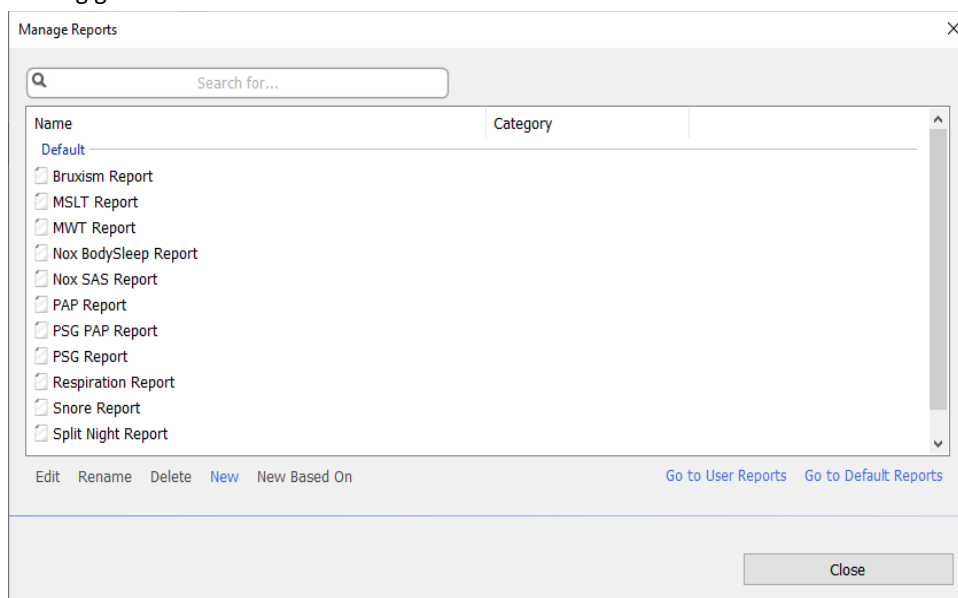 Manage Reports
Search for...
Name Category
Default
Bruxism Report
MSLT Report
MWT Report
Nox BodySleep Report
Nox SAS Report
PAP Report
PSG PAP Report
PSG Report
Respiration Report
Snore Report
Split Night Report
Edit Rename Delete New New Based On Go to User Reports Go to Default Reports
Close